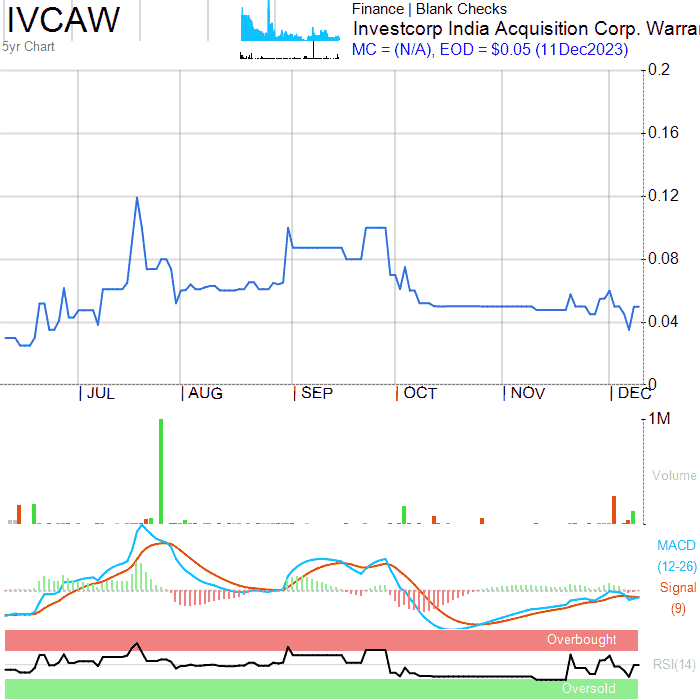 IVCAW
5yr Chart
Finance | Blank Checks
Investcorp India Acquisition Corp. Warra
MC = (N/A), EOD = $0.05 (11Dec2023)
0.2
0.16
0.12
0.08
0.04
0
JUL AUG SEP OCT NOV DEC
1M
Volume
MACD
(12-26)
Signal
(9)
Overbought
RSI(14)
Oversold